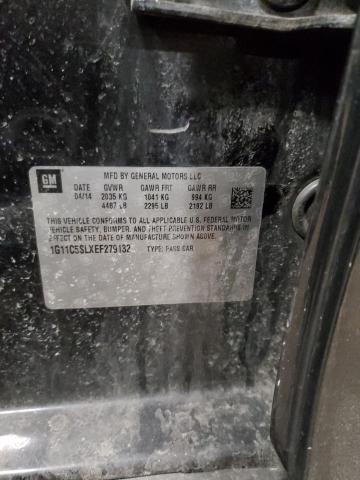 GM
MFD BY GENERAL MOTORS LLC
04/14 GVWR GAWR FRT GAWR RR
2035 KG 1041 KG 994 KG
4487 LB 2295 LB 2192 LB
THIS VEHICLE CONFORMS TO ALL APPLICABLE U.S. FEDERAL MOTOR
VEHICLE SAFETY, BUMPER, AND THEFT PREVENTION STANDARDS IN
EFFECT ON THE DATE OF MANUFACTURE SHOWN ABOVE.
1G11C5SLXEF279132 TYPE: PASS CAR